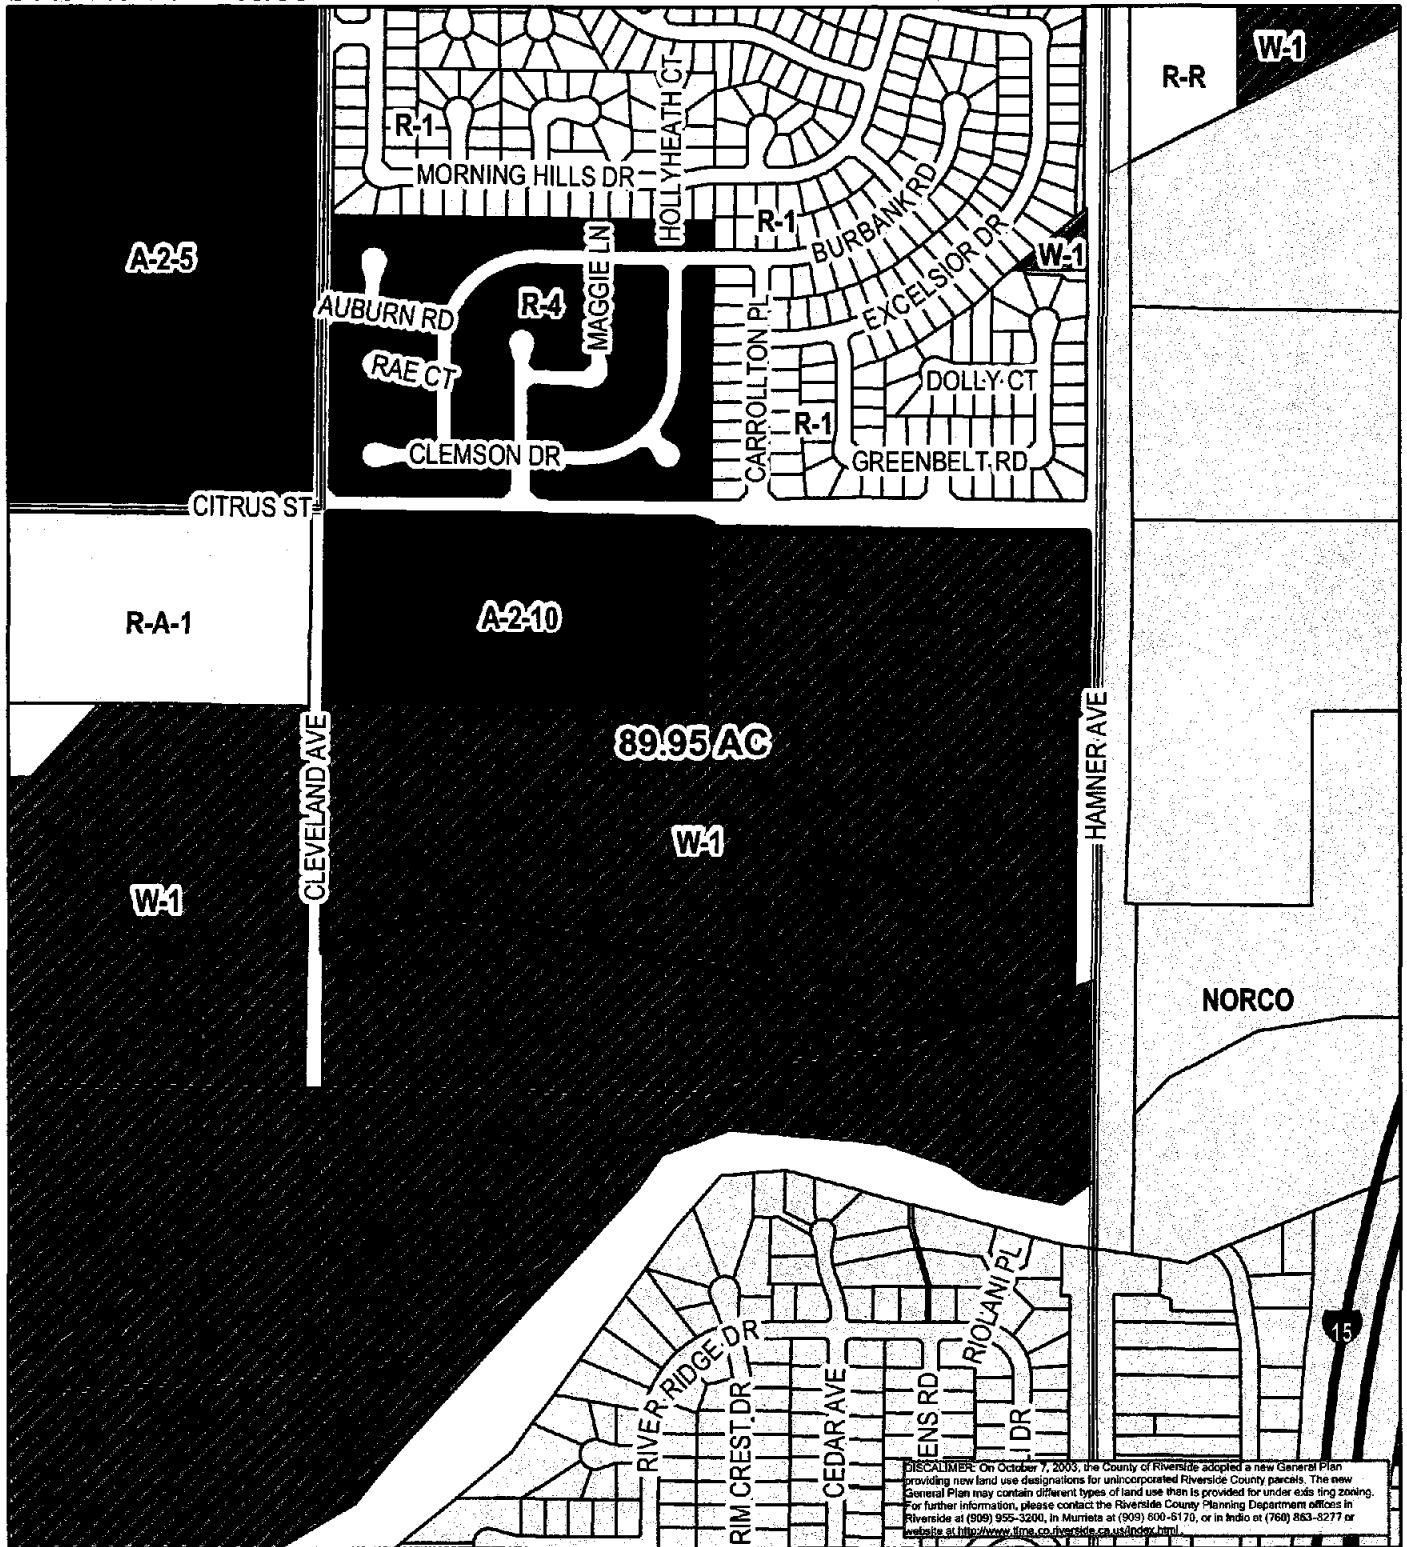 W-1
R-R
R-1
HOLLYHEATH CT
MORNING HILLS DR
R-1
BURBANK RD
W-1
A-2-5
MAGGIE LN
EXCELSIOR DR
AUBURN RD
R-4
CARROLLTON PL
RAE CT
DOLLY CT
R-1
CLEMSON DR
GREENBELT RD
CITRUS ST
R-A-1
A-2-10
89.95 AC
HAMNER AVE
CLEVELAND AVE
W-1
W-1
NORCO
RIOLANI PL
15
RIVER RIDGE DR
RIM CREST DR
CEDAR AVE
ENS RD
LI DR
DISCALIMER: On October 7, 2003, the County of Riverside adopted a new General Plan
providing new land use designations for unincorporated Riverside County parcels. The new
General Plan may contain different types of land use than is provided for under exis ting zoning.
For further information, please contact the Riverside County Planning Department offices in
Riverside at (909) 955-3200, in Murrieta at (909) 600-6170, or in Indio at (760) 863-8277 or
website at http://www.tlma.co.riverside.ca.us/index.html.